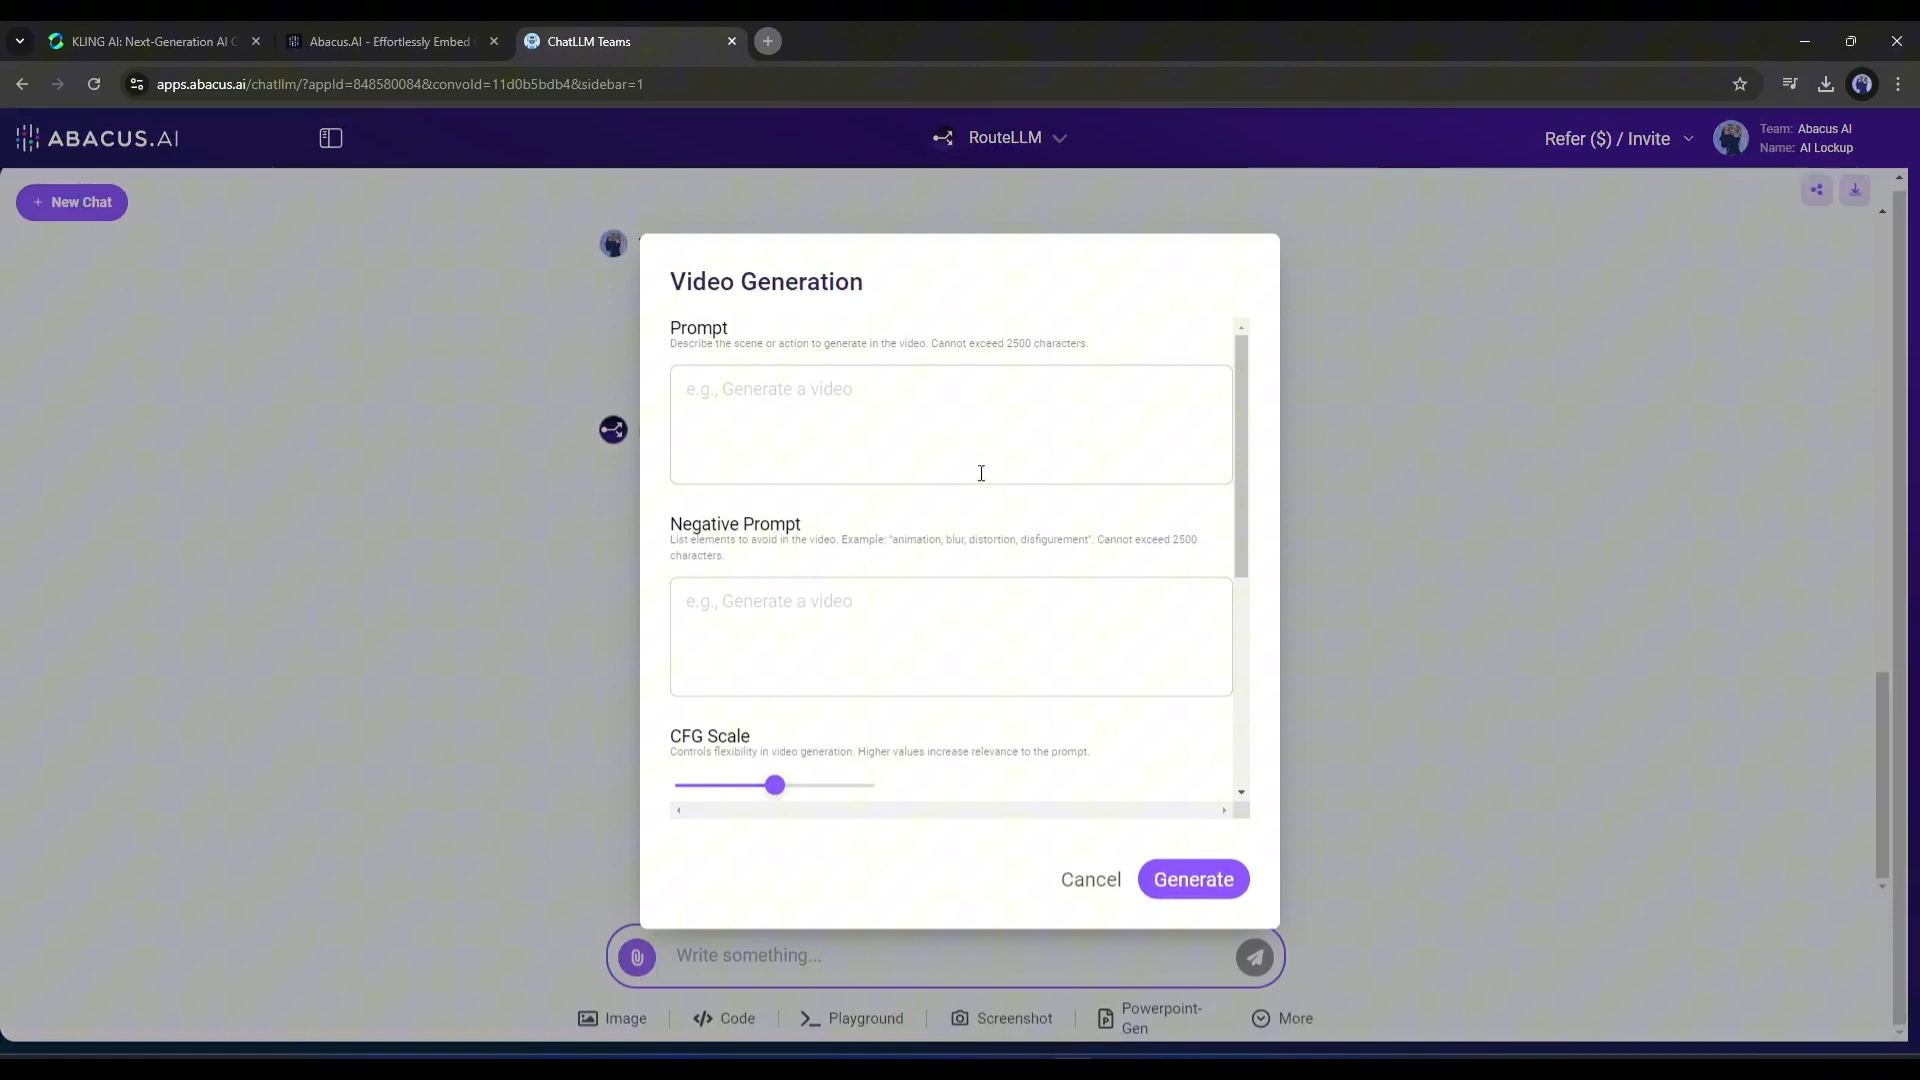 KLING AI: Next-Generation AI C
Abacus.AI - Effortlessly Embed
ChatLLM Teams
apps.abacus.ai/chatllm/?appId=848580084&convoId=11d0b5bdb4&sidebar=1
ABACUS.AI
RouteLLM
Refer ($) / Invite
Team: Abacus AI
Name: AI Lockup
+ New Chat
Video Generation
Prompt
Describe the scene or action to generate in the video. Cannot exceed 2500 characters.
e.g., Generate a video
Negative Prompt
List elements to avoid in the video. Example: "animation, blur, distortion, disfigurement". Cannot exceed 2500
characters.
e.g., Generate a video
CFG Scale
Controls flexibility in video generation. Higher values increase relevance to the prompt.
Cancel
Generate
Write something...
Image
Code
Playground
Screenshot
Powerpoint-
Gen
More